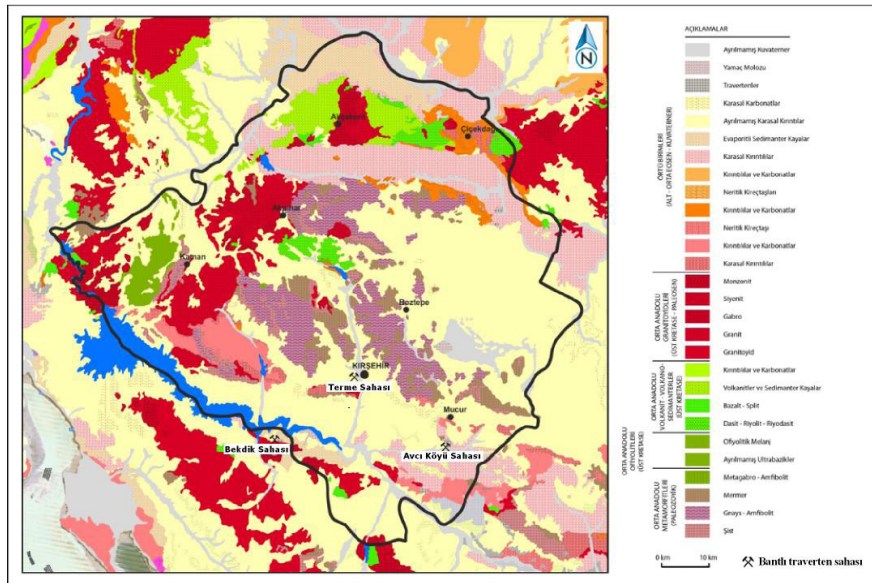 N
Akpınar
Çiçekdağ
Kaman
Boztepe
KIRŞEHİR
Terme Sahası
Mucur
Bekdik Sahası
Avcı Köyü Sahası
AÇIKLAMALAR
ÖRTÜ BİRİMLERİ
(ALT - ORTA EOSEN - KUVATERNER)
Ayrılmamış Kuvaterner
Yamaç Molozu
Travertenler
Karasal Karbonatlar
Ayrılmamış Karasal Kırıntılılar
Evaporitli Sedimanter Kayalar
Karasal Kırıntılılar
Kırıntılılar ve Karbonatlar
Neritik Kireçtaşları
Kırıntılılar ve Karbonatlar
Neritik Kireçtaşı
Kırıntılılar ve Karbonatlar
Karasal Kırıntılılar
ORTA ANADOLU
GRANİTOYİDLERİ
(ÜST KRETASE - PALEOSEN)
Monzonit
Siyenit
Gabro
Granit
Granitoyid
ORTA ANADOLU
VOLKANİT - VOLKANO-
SEDİMANTERLER
(ÜST KRETASE)
Kırıntılılar ve Karbonatlar
Volkanitler ve Sedimanter Kayalar
Bazalt - Spilit
Dasit - Riyolit - Riyodasit
ORTA ANADOLU
OFİYOLİTLERİ
(ÜST KRETASE)
Ofiyolitik Melanj
Ayrılmamış Ultrabazikler
ORTA ANADOLU
METAMORFİTLERİ
(PALEOZOİK)
Metagabro - Amfibolit
Mermer
Gnays - Amfibolit
Şist
0 km 10 km
Bantlı traverten sahası